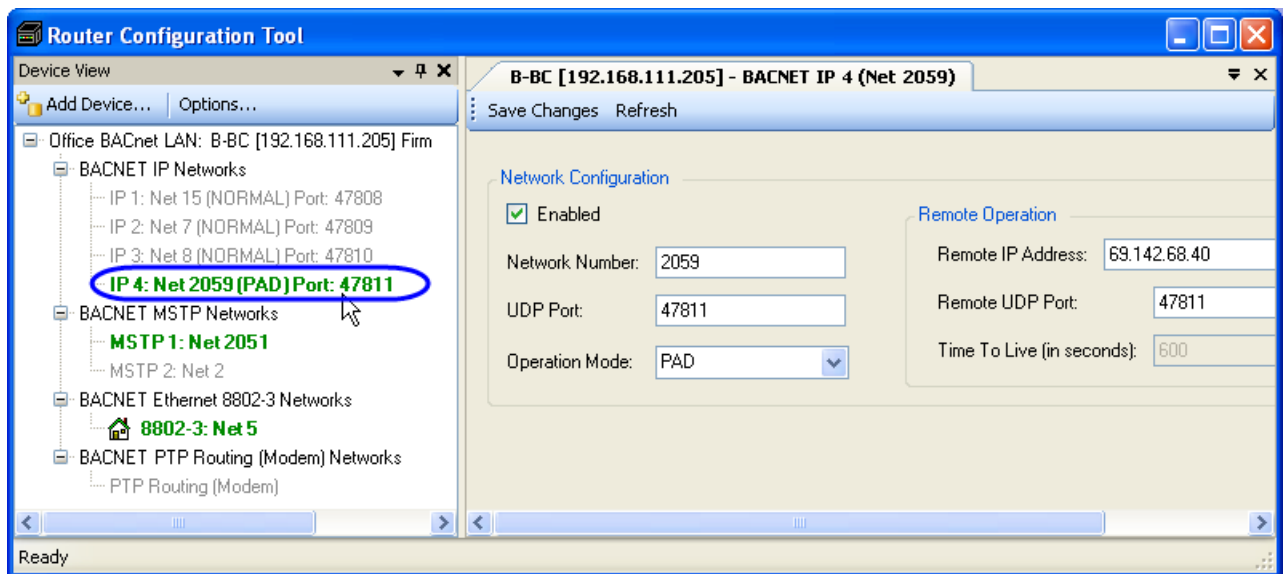 Router Configuration Tool
Device View
Add Device... Options...
Office BACnet LAN: B-BC [192.168.111.205] Firm
BACNET IP Networks
IP 1: Net 15 (NORMAL) Port: 47808
IP 2: Net 7 (NORMAL) Port: 47809
IP 3: Net 8 (NORMAL) Port: 47810
IP 4: Net 2059 (PAD) Port: 47811
BACNET MSTP Networks
MSTP 1: Net 2051
MSTP 2: Net 2
BACNET Ethernet 8802-3 Networks
8802-3: Net 5
BACNET PTP Routing (Modem) Networks
PTP Routing (Modem)
B-BC [192.168.111.205] - BACNET IP 4 (Net 2059)
Save Changes Refresh
Network Configuration
Enabled
Network Number: 2059
UDP Port: 47811
Operation Mode: PAD
Remote Operation
Remote IP Address: 69.142.68.40
Remote UDP Port: 47811
Time To Live (in seconds): 600
Ready